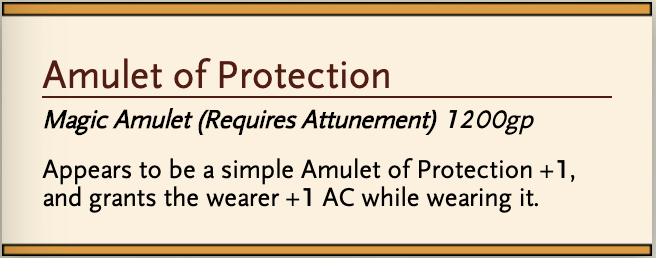 Amulet of Protection
Magic Amulet (Requires Attunement) 1200gp
Appears to be a simple Amulet of Protection +1,
and grants the wearer +1 AC while wearing it.